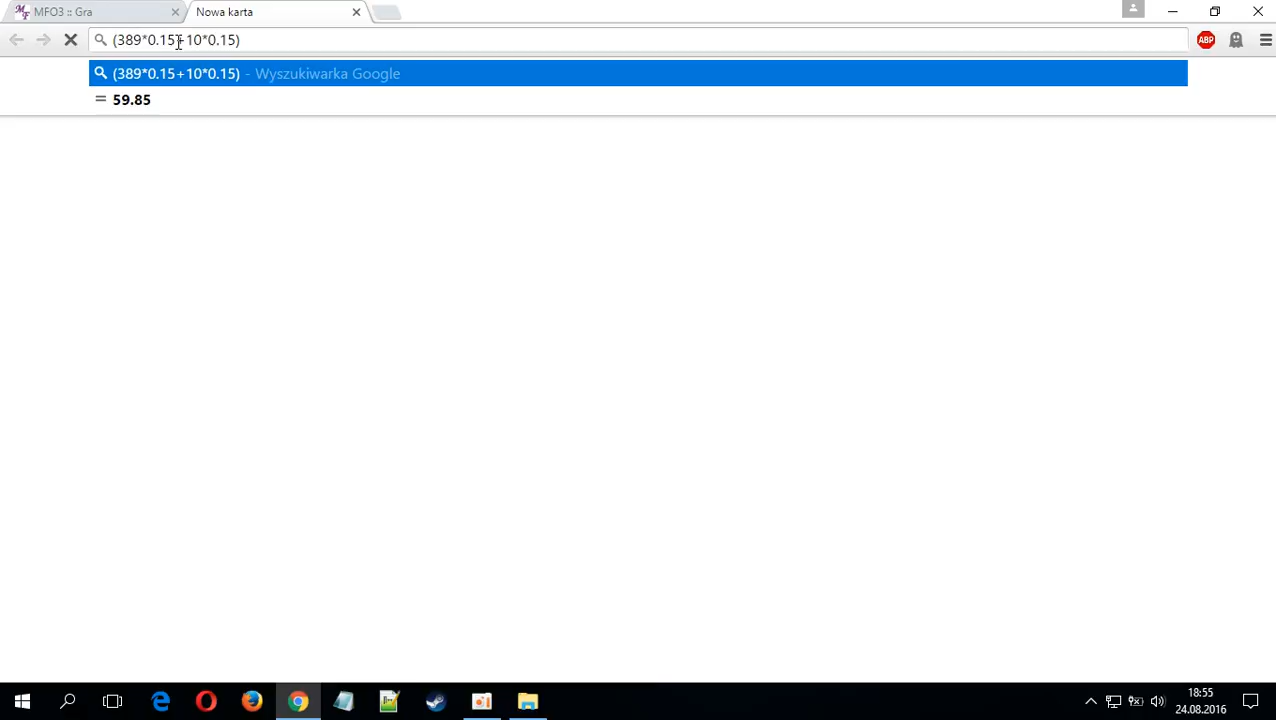 MFO3 :: Gra
Nowa karta
(389*0.15+10*0.15)
ABP
(389*0.15+10*0.15) - Wyszukiwarka Google
= 59.85
18:55
24.08.2016